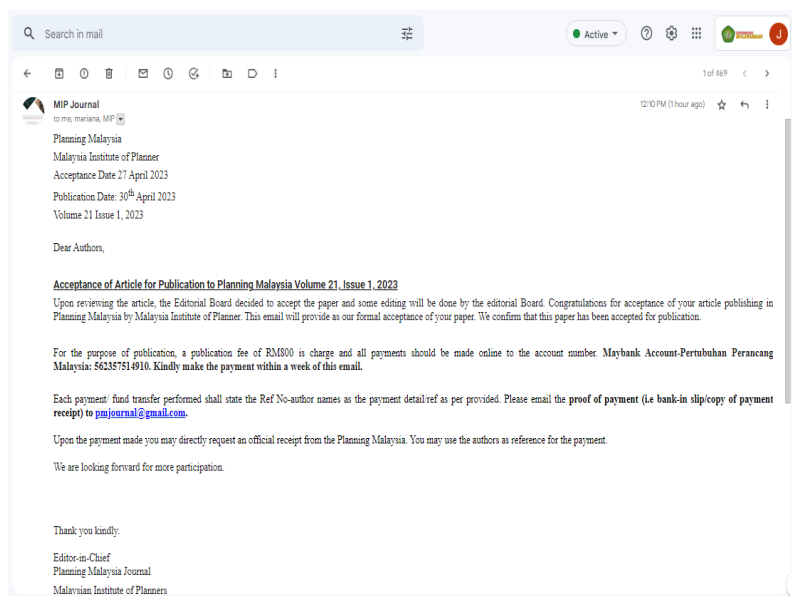 Search in mail
Active
J
1 of 469
MIP Journal
12:10 PM (1 hour ago)
to me, mariana, MIP
Planning Malaysia
Malaysia Institute of Planner
Acceptance Date 27 April 2023
Publication Date: 30th April 2023
Volume 21 Issue 1, 2023
Dear Authors,
Acceptance of Article for Publication to Planning Malaysia Volume 21, Issue 1, 2023
Upon reviewing the article, the Editorial Board decided to accept the paper and some editing will be done by the editorial Board. Congratulations for acceptance of your article publishing in
Planning Malaysia by Malaysia Institute of Planner. This email will provide as our formal acceptance of your paper. We confirm that this paper has been accepted for publication.
For the purpose of publication, a publication fee of RM800 is charge and all payments should be made online to the account number. Maybank Account-Pertubuhan Perancang
Malaysia: 562357514910. Kindly make the payment within a week of this email.
Each payment/ fund transfer performed shall state the Ref No-author names as the payment detail/ref as per provided. Please email the proof of payment (i.e bank-in slip/copy of payment
receipt) to pmjournal@gmail.com.
Upon the payment made you may directly request an official receipt from the Planning Malaysia. You may use the authors as reference for the payment.
We are looking forward for more participation.
Thank you kindly.
Editor-in-Chief
Planning Malaysia Journal
Malaysian Institute of Planners